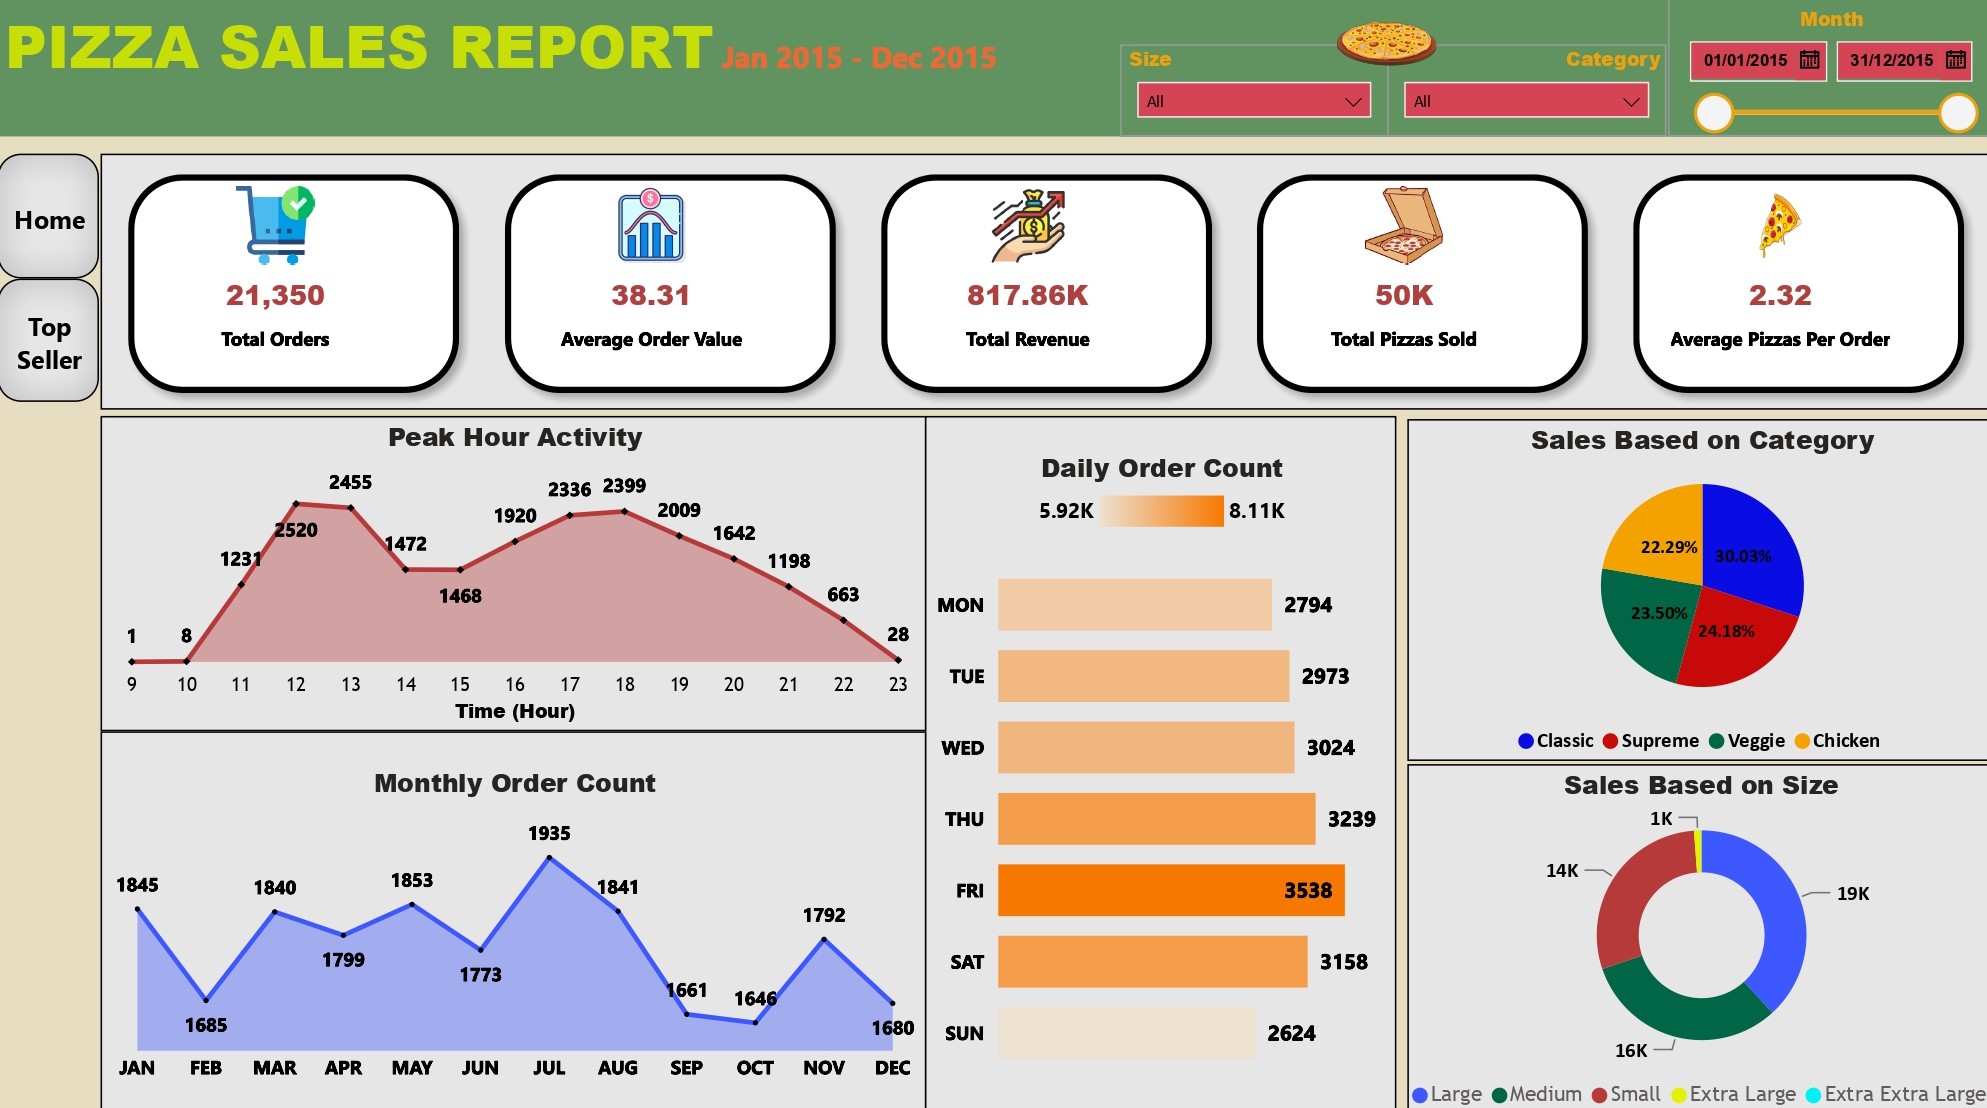 PIZZA SALES REPORT Jan 2015 - Dec 2015
Size
Category
Month
All
All
01/01/2015
31/12/2015
Home
Top
Seller
21,350
Total Orders
$
38.31
Average Order Value
$
817.86K
Total Revenue
50K
Total Pizzas Sold
2.32
Average Pizzas Per Order
Peak Hour Activity
1
8
1231
2520
2455
1472
1468
1920
2336
2399
2009
1642
1198
663
28
9 10 11 12 13 14 15 16 17 18 19 20 21 22 23
Time (Hour)
Monthly Order Count
1845
1685
1840
1799
1853
1773
1935
1841
1661
1646
1792
1680
JAN FEB MAR APR MAY JUN JUL AUG SEP OCT NOV DEC
Daily Order Count
5.92K 8.11K
MON 2794
TUE 2973
WED 3024
THU 3239
FRI 3538
SAT 3158
SUN 2624
Sales Based on Category
22.29%
30.03%
23.50%
24.18%
Classic Supreme Veggie Chicken
Sales Based on Size
1K
14K
19K
16K
Large Medium Small Extra Large Extra Extra Large